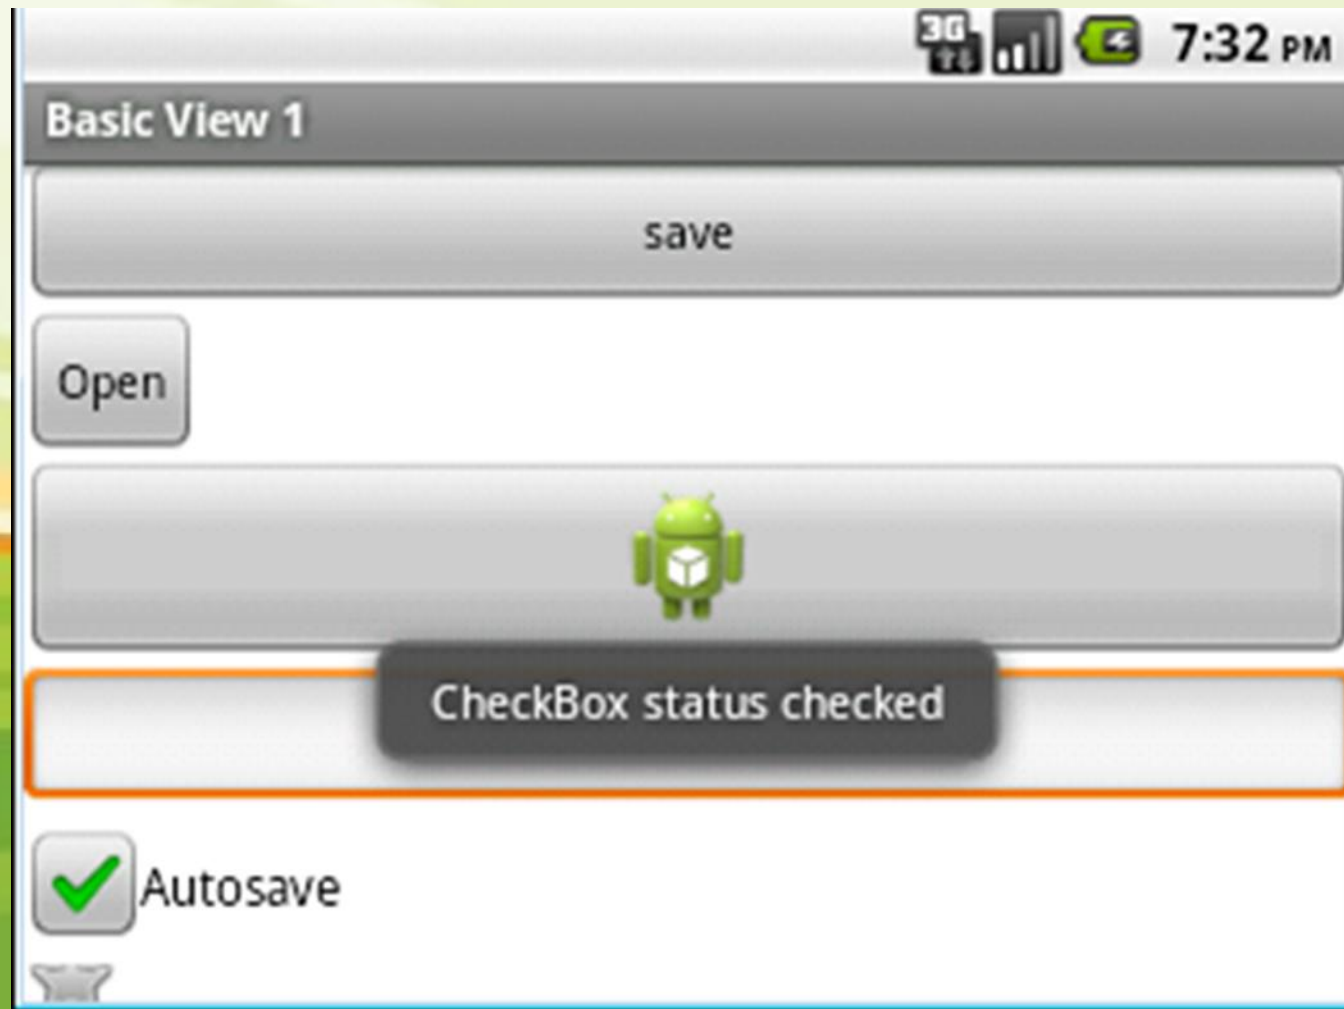 3G 7:32 PM
Basic View 1
save
Open
CheckBox status checked
Autosave